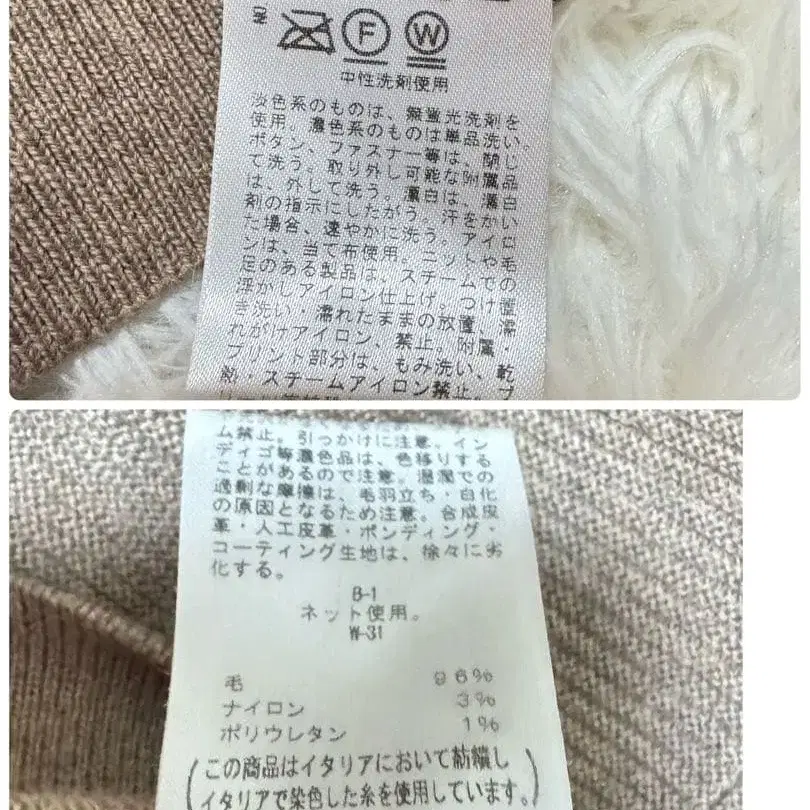 F
W
中性洗剤使用
淡色系のものは、無蛍光洗剤を
使用。濃色系のものは単品洗い。
ボタン、ファスナー等は、閉じ
て洗う。取り外し可能な附属品
は、外して洗う。漂白は、漂白
剤の指示にしたがう。汗をかい
た場合、速やかに洗う。アイロ
ンは、当て布使用。ニットや毛
足のある製品は、スチームでの
浮かしアイロン仕上げ。つけ置
き洗い・濡れたままの放置、濡
れがけアイロン、禁止。附属・
プリント部分は、もみ洗い、乾
熱・スチームアイロン禁止。ブ
ム禁止。引っかけに注意。イン
ディゴ等濃色品は、色移りする
ことがあるので注意。湿潤での
過剰な摩擦は、毛羽立ち・白化
の原因となるため注意。合成皮
革・人工皮革・ボンディング・
コーティング生地は、徐々に劣
化する。
B-1
ネット使用。
W-31
毛 96%
ナイロン 3%
ポリウレタン 1%
(この商品はイタリアにおいて紡績し
イタリアで染色した糸を使用しています。)